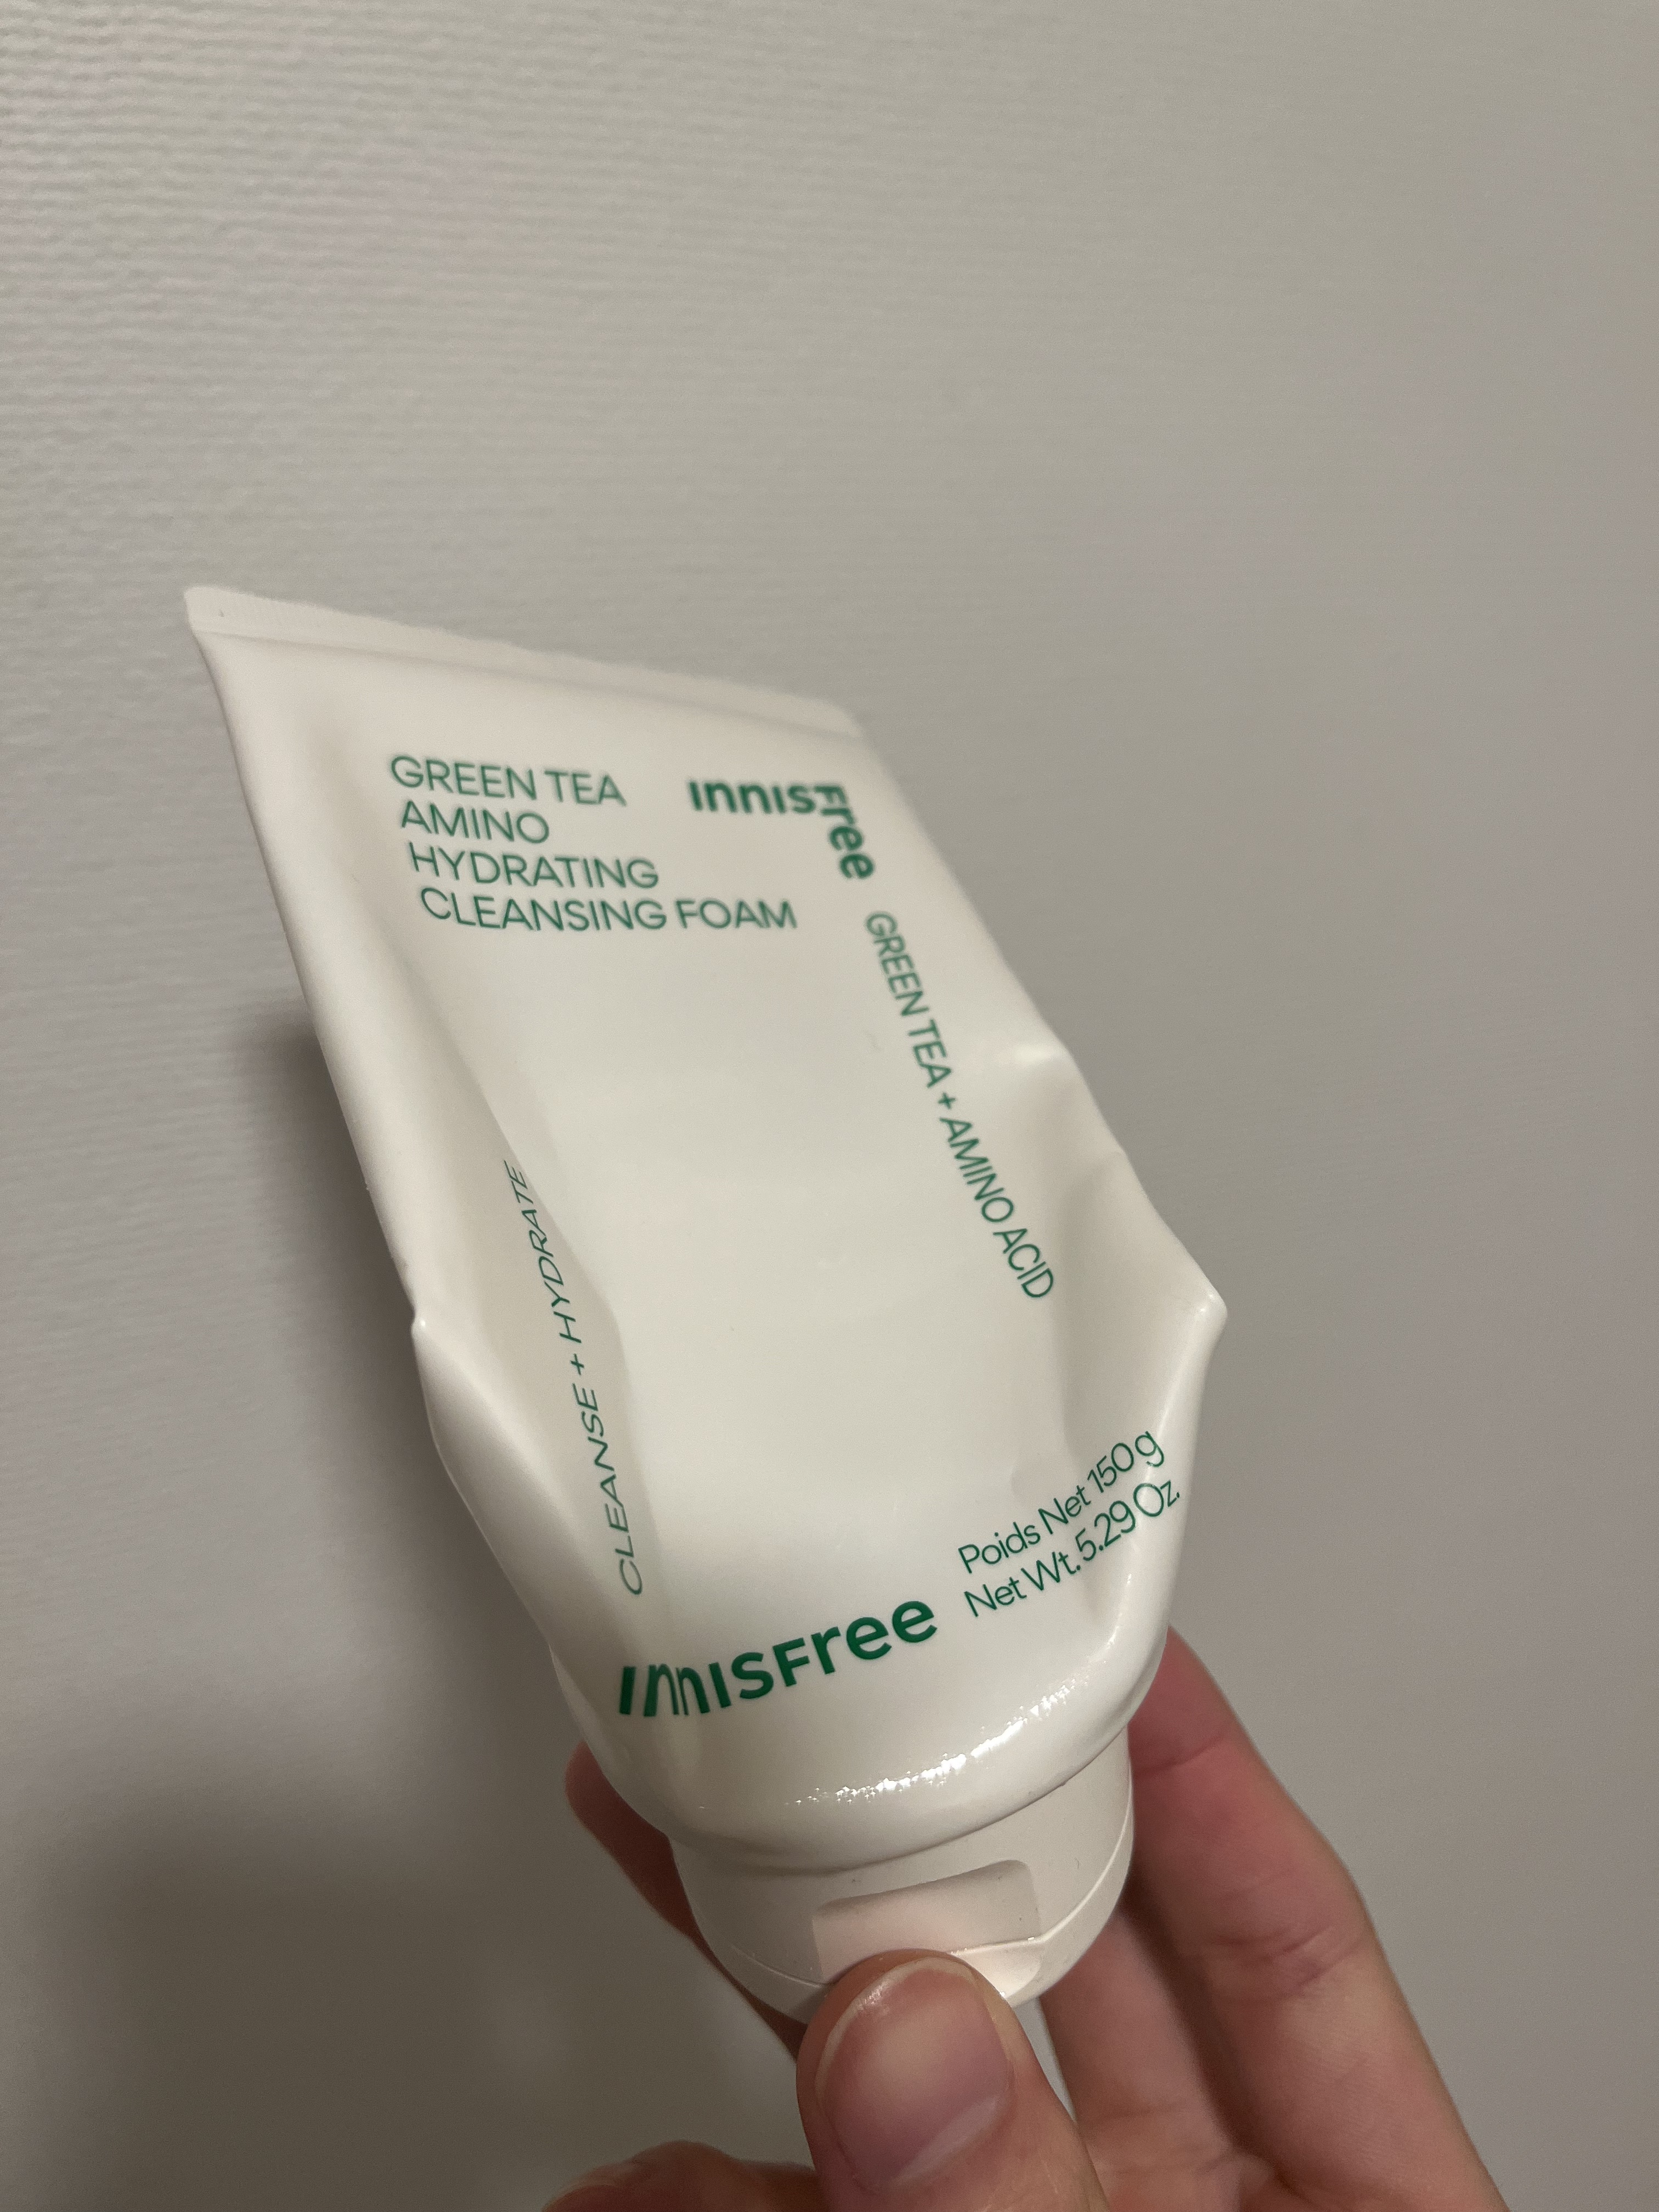 GREEN TEA
AMINO
HYDRATING
CLEANSING FOAM
innisFree
GREEN TEA + AMINO ACID
CLEANSE + HYDRATE
Poids Net 150 g
Net Wt. 5.29 Oz.
innisFree